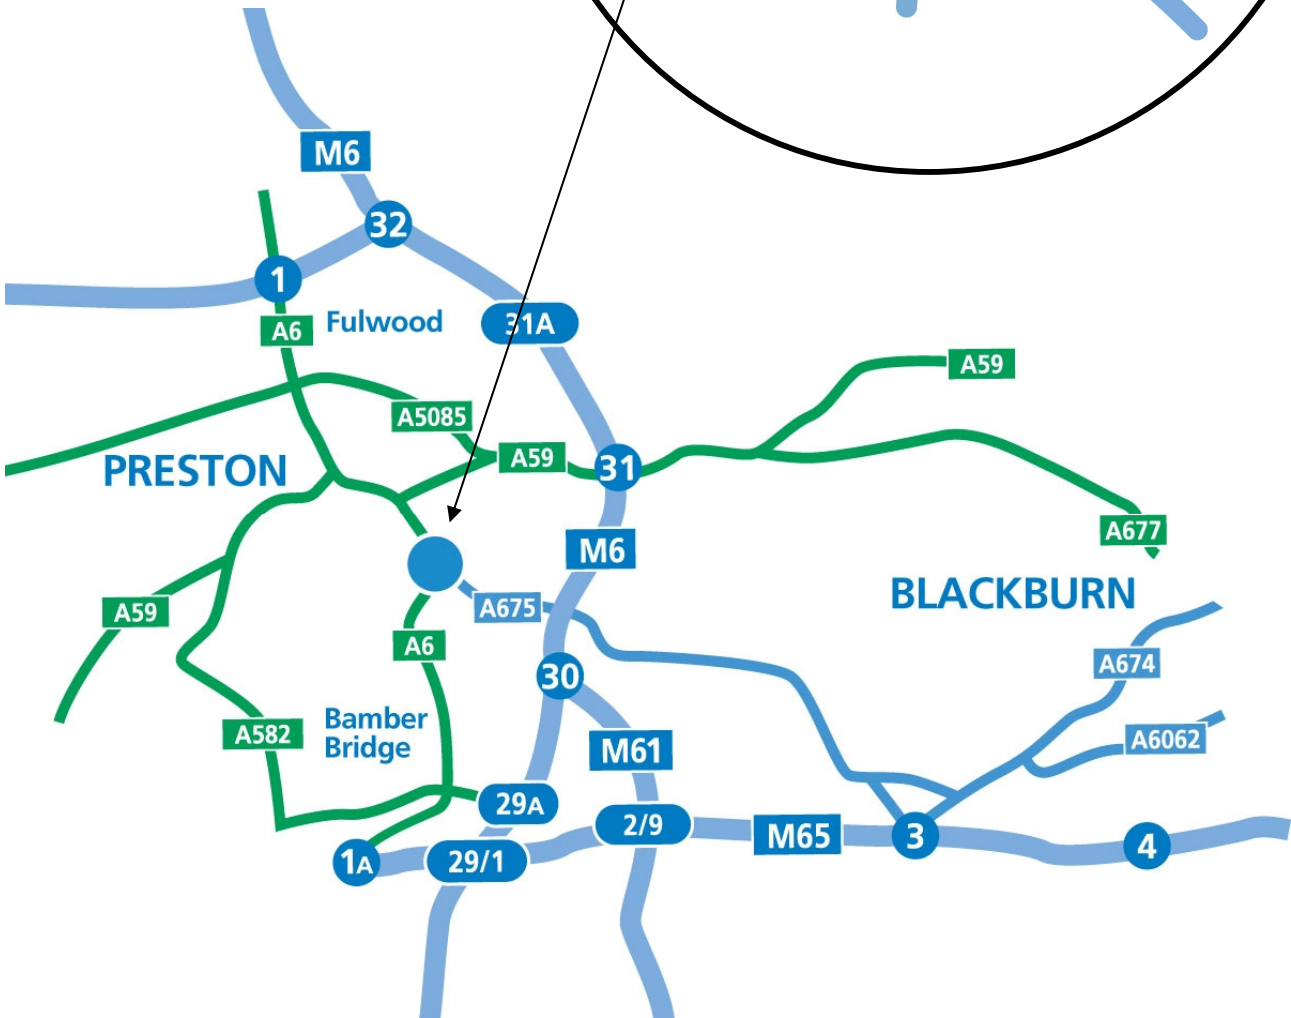 M6
32
1
A6
Fulwood
31A
A59
A5085
PRESTON
A59
31
A677
M6
BLACKBURN
A59
A675
A6
30
A674
Bamber
Bridge
A582
M61
A6062
29A
2/9
M65
3
4
1A
29/1